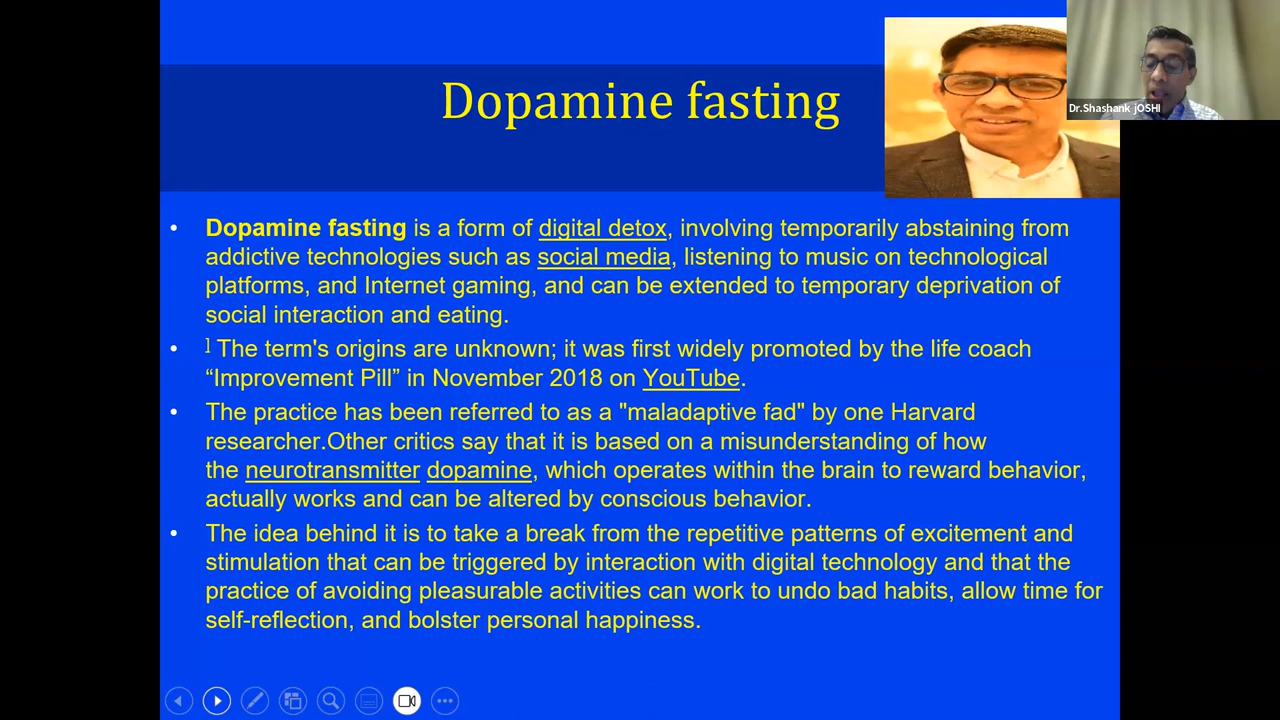 Dopamine fasting
Dr.Shashank jOSHI
• Dopamine fasting is a form of digital detox, involving temporarily abstaining from
addictive technologies such as social media, listening to music on technological
platforms, and Internet gaming, and can be extended to temporary deprivation of
social interaction and eating.
• ] The term's origins are unknown; it was first widely promoted by the life coach
“Improvement Pill” in November 2018 on YouTube.
• The practice has been referred to as a "maladaptive fad" by one Harvard
researcher.Other critics say that it is based on a misunderstanding of how
the neurotransmitter dopamine, which operates within the brain to reward behavior,
actually works and can be altered by conscious behavior.
• The idea behind it is to take a break from the repetitive patterns of excitement and
stimulation that can be triggered by interaction with digital technology and that the
practice of avoiding pleasurable activities can work to undo bad habits, allow time for
self-reflection, and bolster personal happiness.